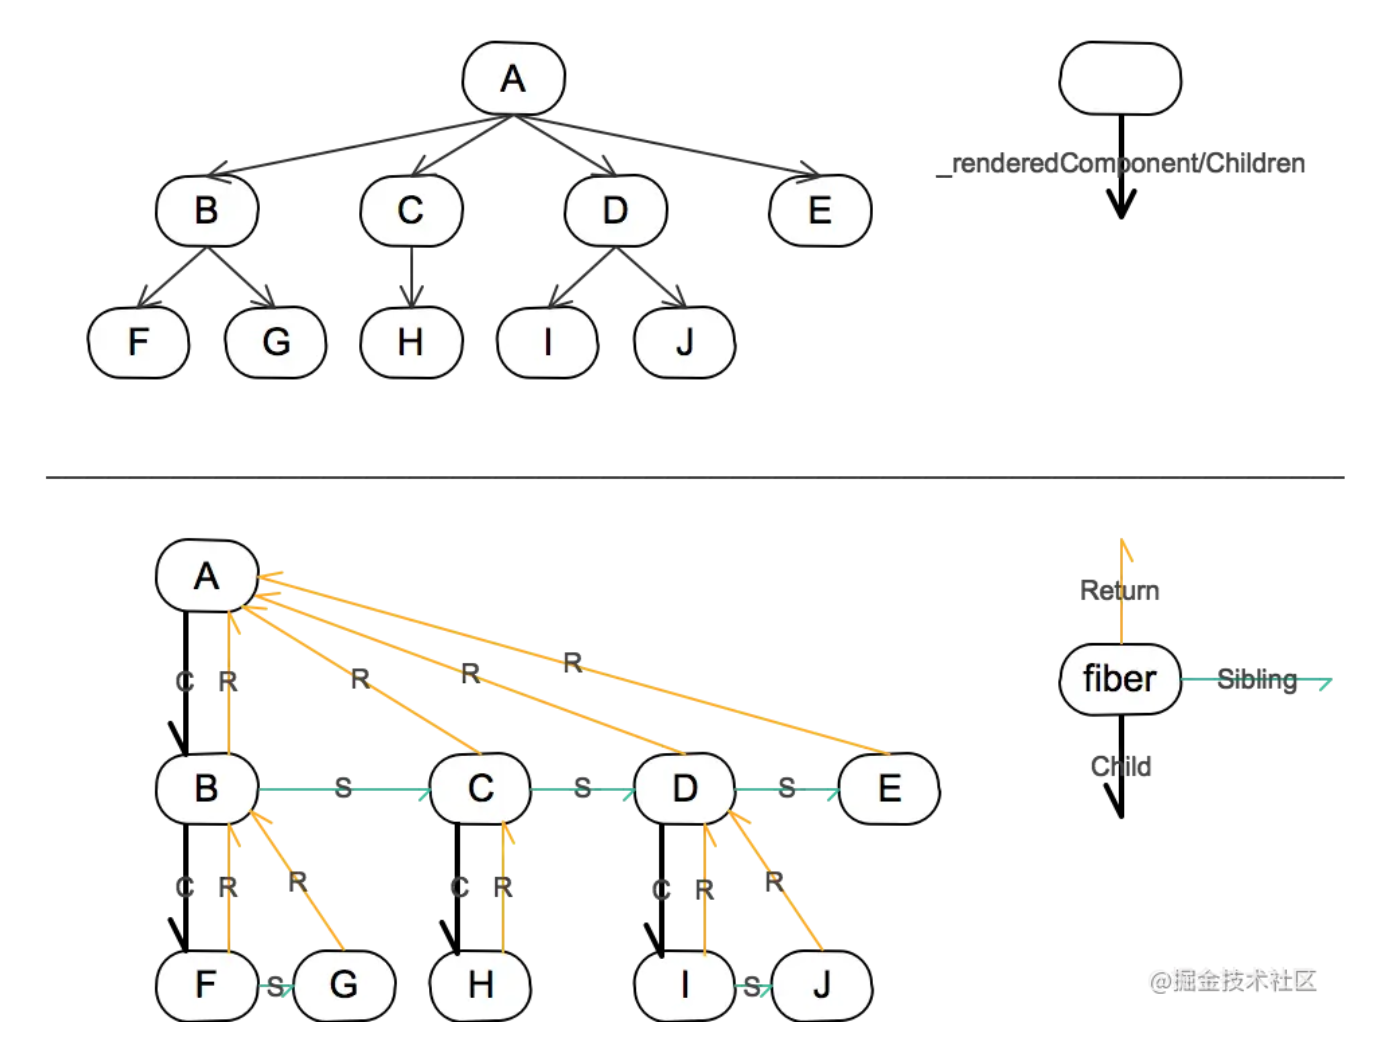 A
_renderedComponent/Children
B
C
D
E
F
G
H
I
J
A
Return
C
R
R
R
R
fiber
Sibling
Child
B
S
C
S
D
S
E
C
R
R
C
R
C
R
R
F
S
G
H
I
S
J
@掘金技术社区